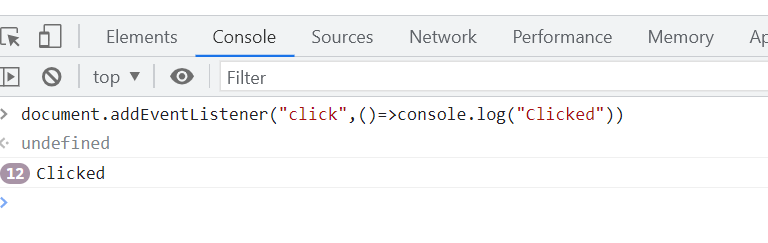 Elements Console Sources Network Performance Memory
top ▼ Filter
> document.addEventListener("click",()=>console.log("Clicked"))
undefined
12 Clicked
>